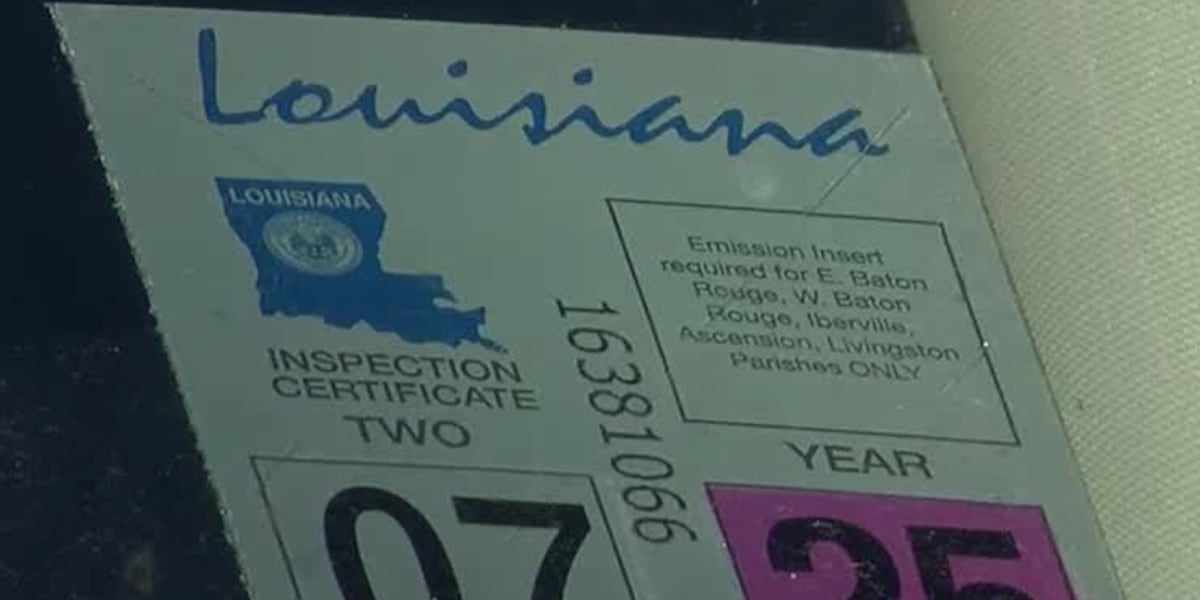 Louisiana
LOUISIANA
INSPECTION
CERTIFICATE
TWO
07
16381066
Emission Insert
required for E. Baton
Rouge, W. Baton
Rouge, Iberville,
Ascension, Livingston
Parishes ONLY
YEAR
25